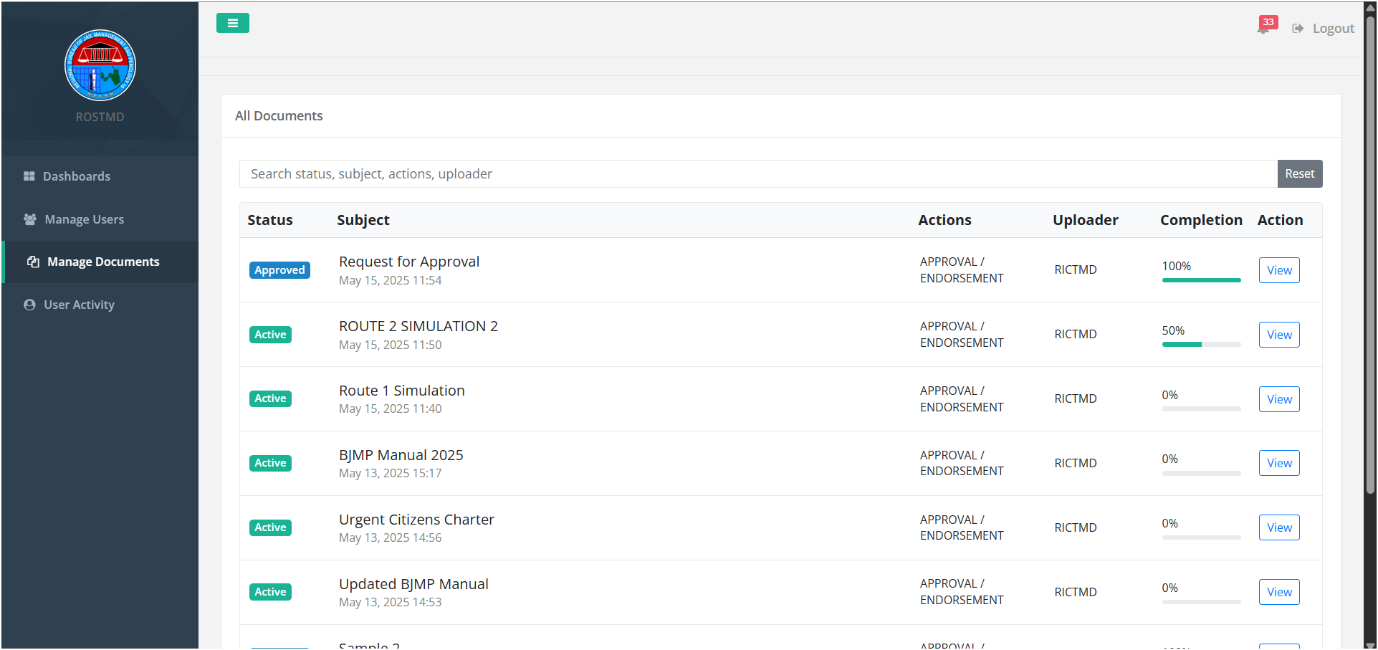 33
Logout
ROSTMD
Dashboards
Manage Users
Manage Documents
User Activity
All Documents
Search status, subject, actions, uploader
Reset
Status Subject Actions Uploader Completion Action
Approved
Request for Approval
May 15, 2025 11:54
APPROVAL /
ENDORSEMENT
RICTMD
100%
View
Active
ROUTE 2 SIMULATION 2
May 15, 2025 11:50
APPROVAL /
ENDORSEMENT
RICTMD
50%
View
Active
Route 1 Simulation
May 15, 2025 11:40
APPROVAL /
ENDORSEMENT
RICTMD
0%
View
Active
BJMP Manual 2025
May 13, 2025 15:17
APPROVAL /
ENDORSEMENT
RICTMD
0%
View
Active
Urgent Citizens Charter
May 13, 2025 14:56
APPROVAL /
ENDORSEMENT
RICTMD
0%
View
Active
Updated BJMP Manual
May 13, 2025 14:53
APPROVAL /
ENDORSEMENT
RICTMD
0%
View
Sample 2
APPROVAL /
100%